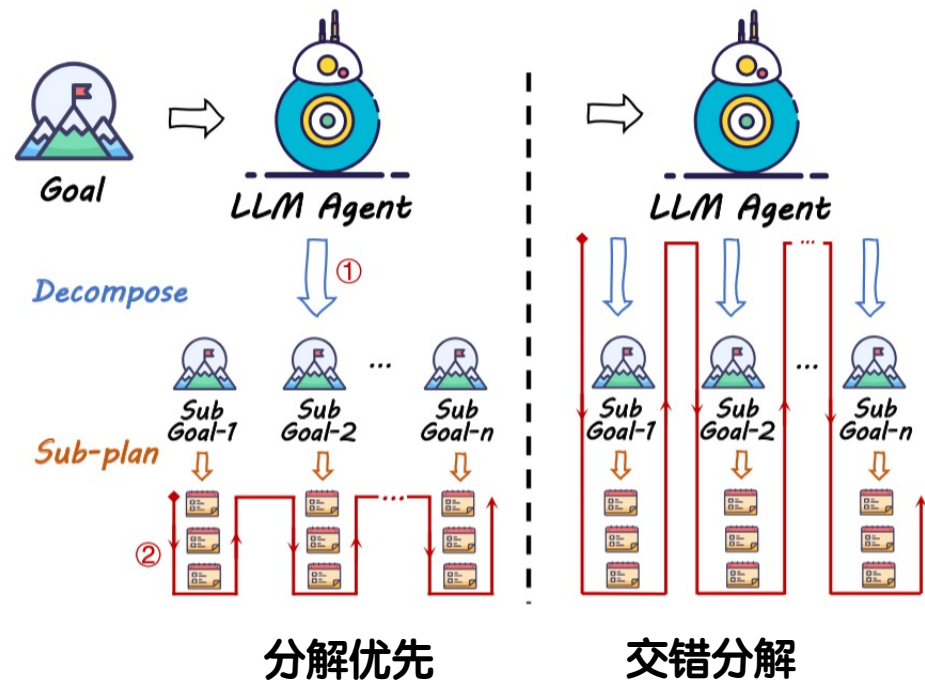 Goal
LLM Agent
LLM Agent
①
Decompose
...
...
...
Sub
Goal-1
Sub
Goal-2
Sub
Goal-n
Sub
Goal-1
Sub
Goal-2
Sub
Goal-n
Sub-plan
...
②
分解优先
交错分解